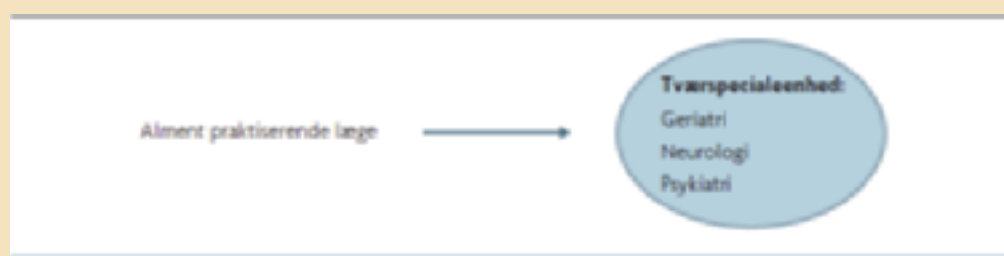 Alment praktiserende læge
Tværspecialeenhed:
Geriatri
Neurologi
Psykiatri